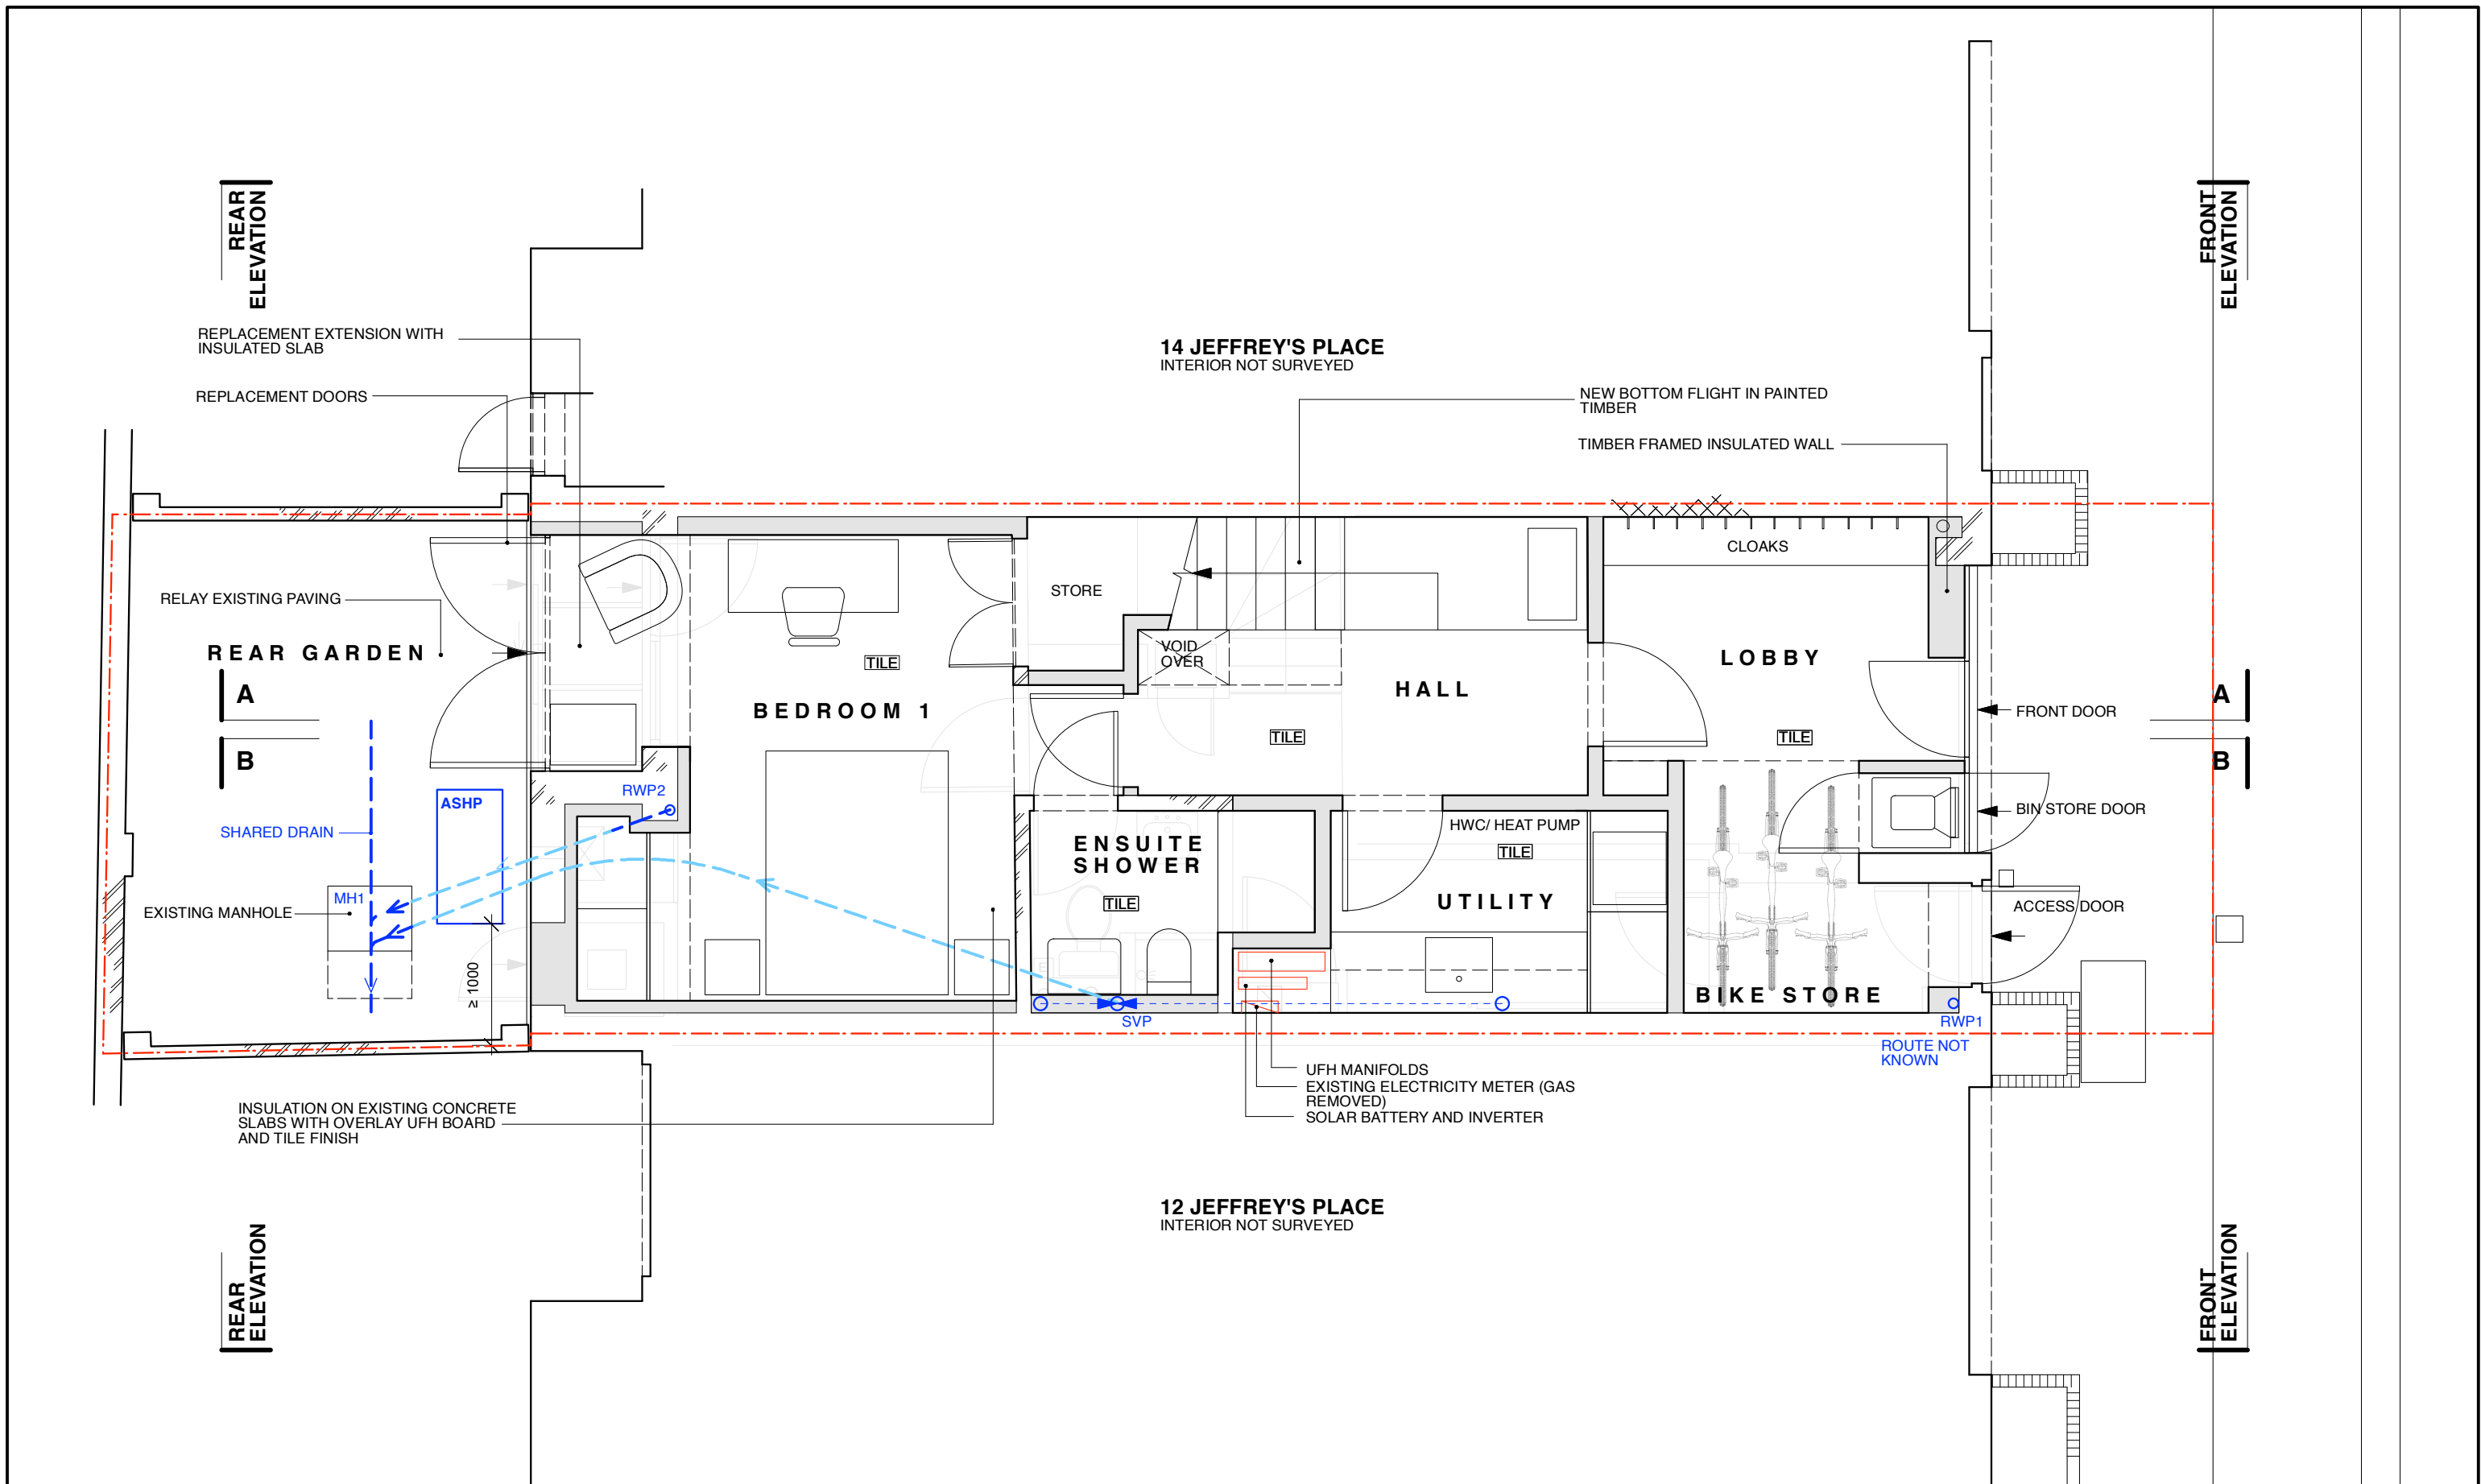 REAR
ELEVATION
FRONT
ELEVATION
REPLACEMENT EXTENSION WITH
INSULATED SLAB
14 JEFFREY'S PLACE
INTERIOR NOT SURVEYED
REPLACEMENT DOORS
NEW BOTTOM FLIGHT IN PAINTED
TIMBER
TIMBER FRAMED INSULATED WALL
CLOAKS
STORE
RELAY EXISTING PAVING
REAR GARDEN
VOID
OVER
LOBBY
TILE
HALL
A
A
BEDROOM 1
FRONT DOOR
TILE
TILE
B
B
RWP2
ASHP
BIN STORE DOOR
SHARED DRAIN
HWC/ HEAT PUMP
ENSUITE
SHOWER
TILE
MH1
TILE
UTILITY
EXISTING MANHOLE
ACCESS DOOR
≥ 1000
BIKE STORE
SVP
RWP1
ROUTE NOT
KNOWN
UFH MANIFOLDS
EXISTING ELECTRICITY METER (GAS
REMOVED)
SOLAR BATTERY AND INVERTER
INSULATION ON EXISTING CONCRETE
SLABS WITH OVERLAY UFH BOARD
AND TILE FINISH
12 JEFFREY'S PLACE
INTERIOR NOT SURVEYED
REAR
ELEVATION
FRONT
ELEVATION